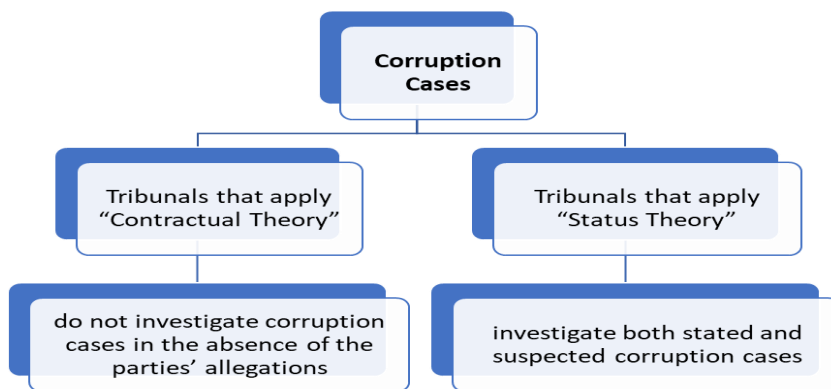 Corruption
Cases
Tribunals that apply
“Contractual Theory”
Tribunals that apply
“Status Theory”
do not investigate corruption
cases in the absence of the
parties’ allegations
investigate both stated and
suspected corruption cases